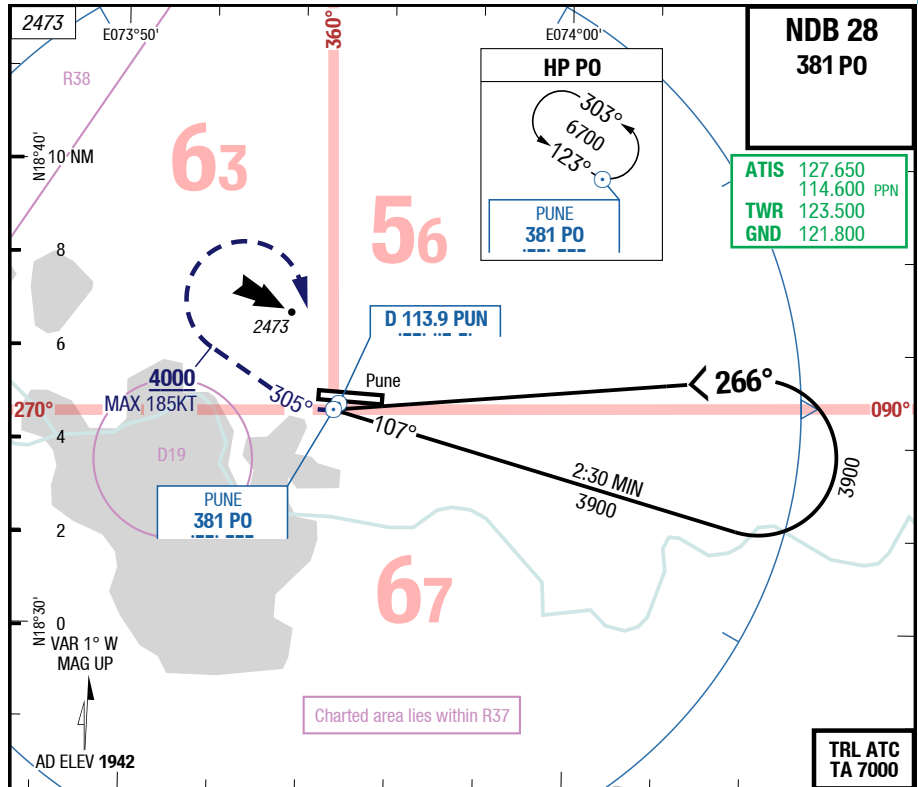 2473
E073°50'
360°
E074°00'
NDB 28
381 PO
R38
HP PO
303°
6700
123°
PUNE
381 PO
N18°40'
10 NM
63
56
ATIS 127.650
114.600 PPN
TWR 123.500
GND 121.800
8
6
4
2
0
2473
D 113.9 PUN
4000
MAX 185KT
305°
Pune
266°
270°
090°
107°
D19
2:30 MIN
3900
3900
PUNE
381 PO
67
N18°30'
VAR 1° W
MAG UP
Charted area lies within R37
AD ELEV 1942
TRL ATC
TA 7000